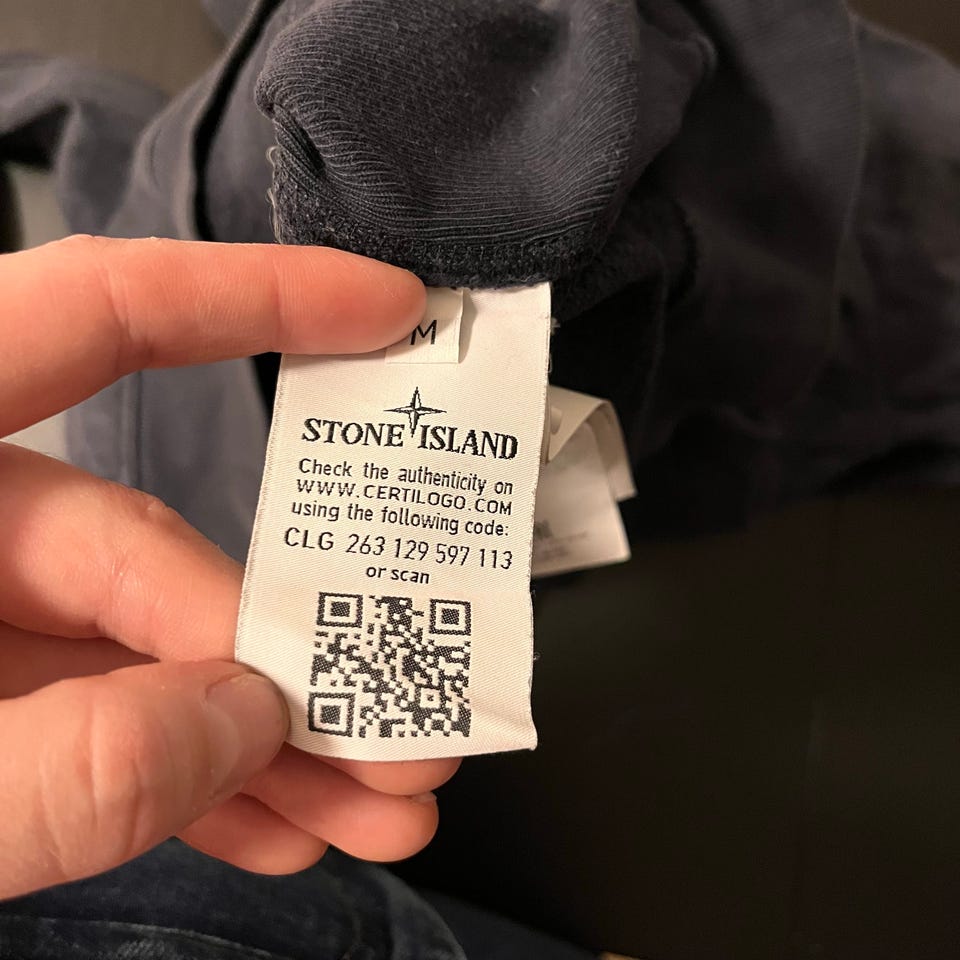 M
STONE ISLAND
Check the authenticity on
WWW.CERTILOGO.COM
using the following code:
CLG 263 129 597 113
or scan